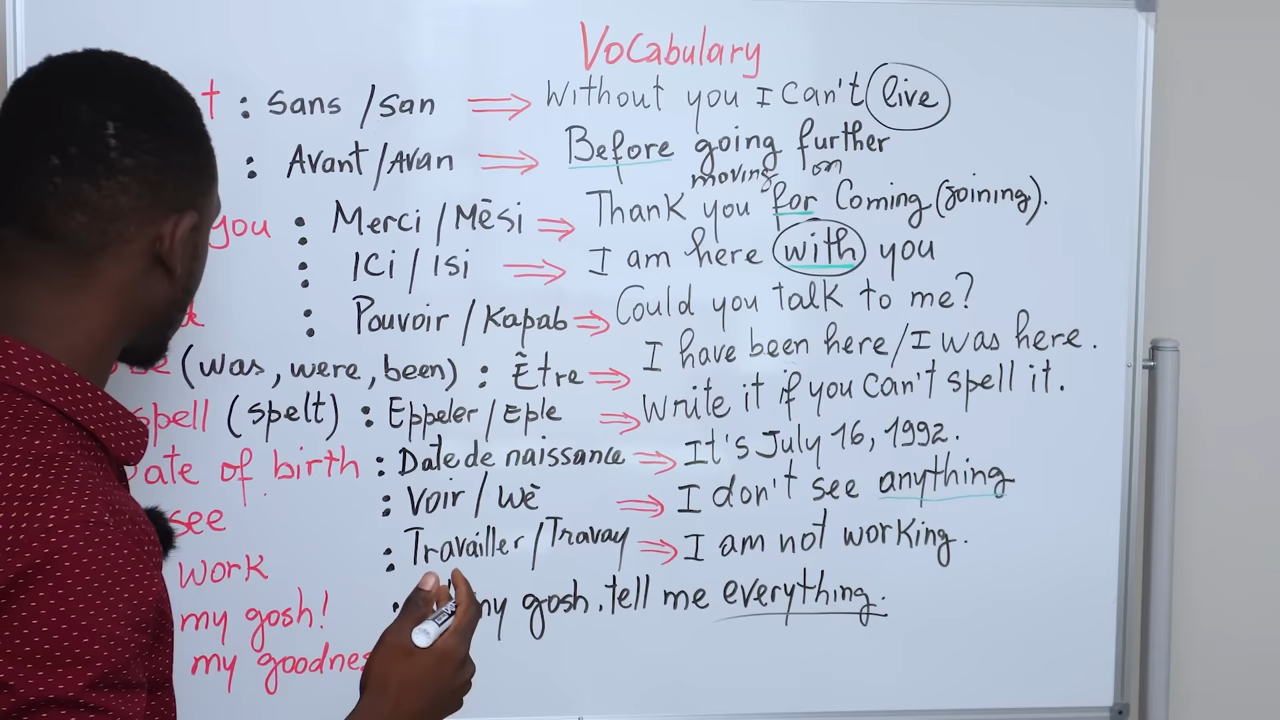 Vocabulary
t : Sans / San ⇒ Without you I can't live
: Avant / Avan ⇒ Before going further
moving on
you : Merci / Mēsi ⇒ Thank you for Coming (joining).
: Ici / Isi ⇒ I am here with you
: Pouvoir / Kapab ⇒ Could you talk to me?
(was, were, been) : Être ⇒ I have been here / I was here.
spell (spelt) : Eppeler / Eple ⇒ Write it if you can't spell it.
Date of birth : Date de naissance ⇒ It's July 16, 1992.
see : Voir / Wē ⇒ I don't see anything
work : Travailler / Travay ⇒ I am not working.
my gosh! : my gosh. tell me everything.
my goodnes